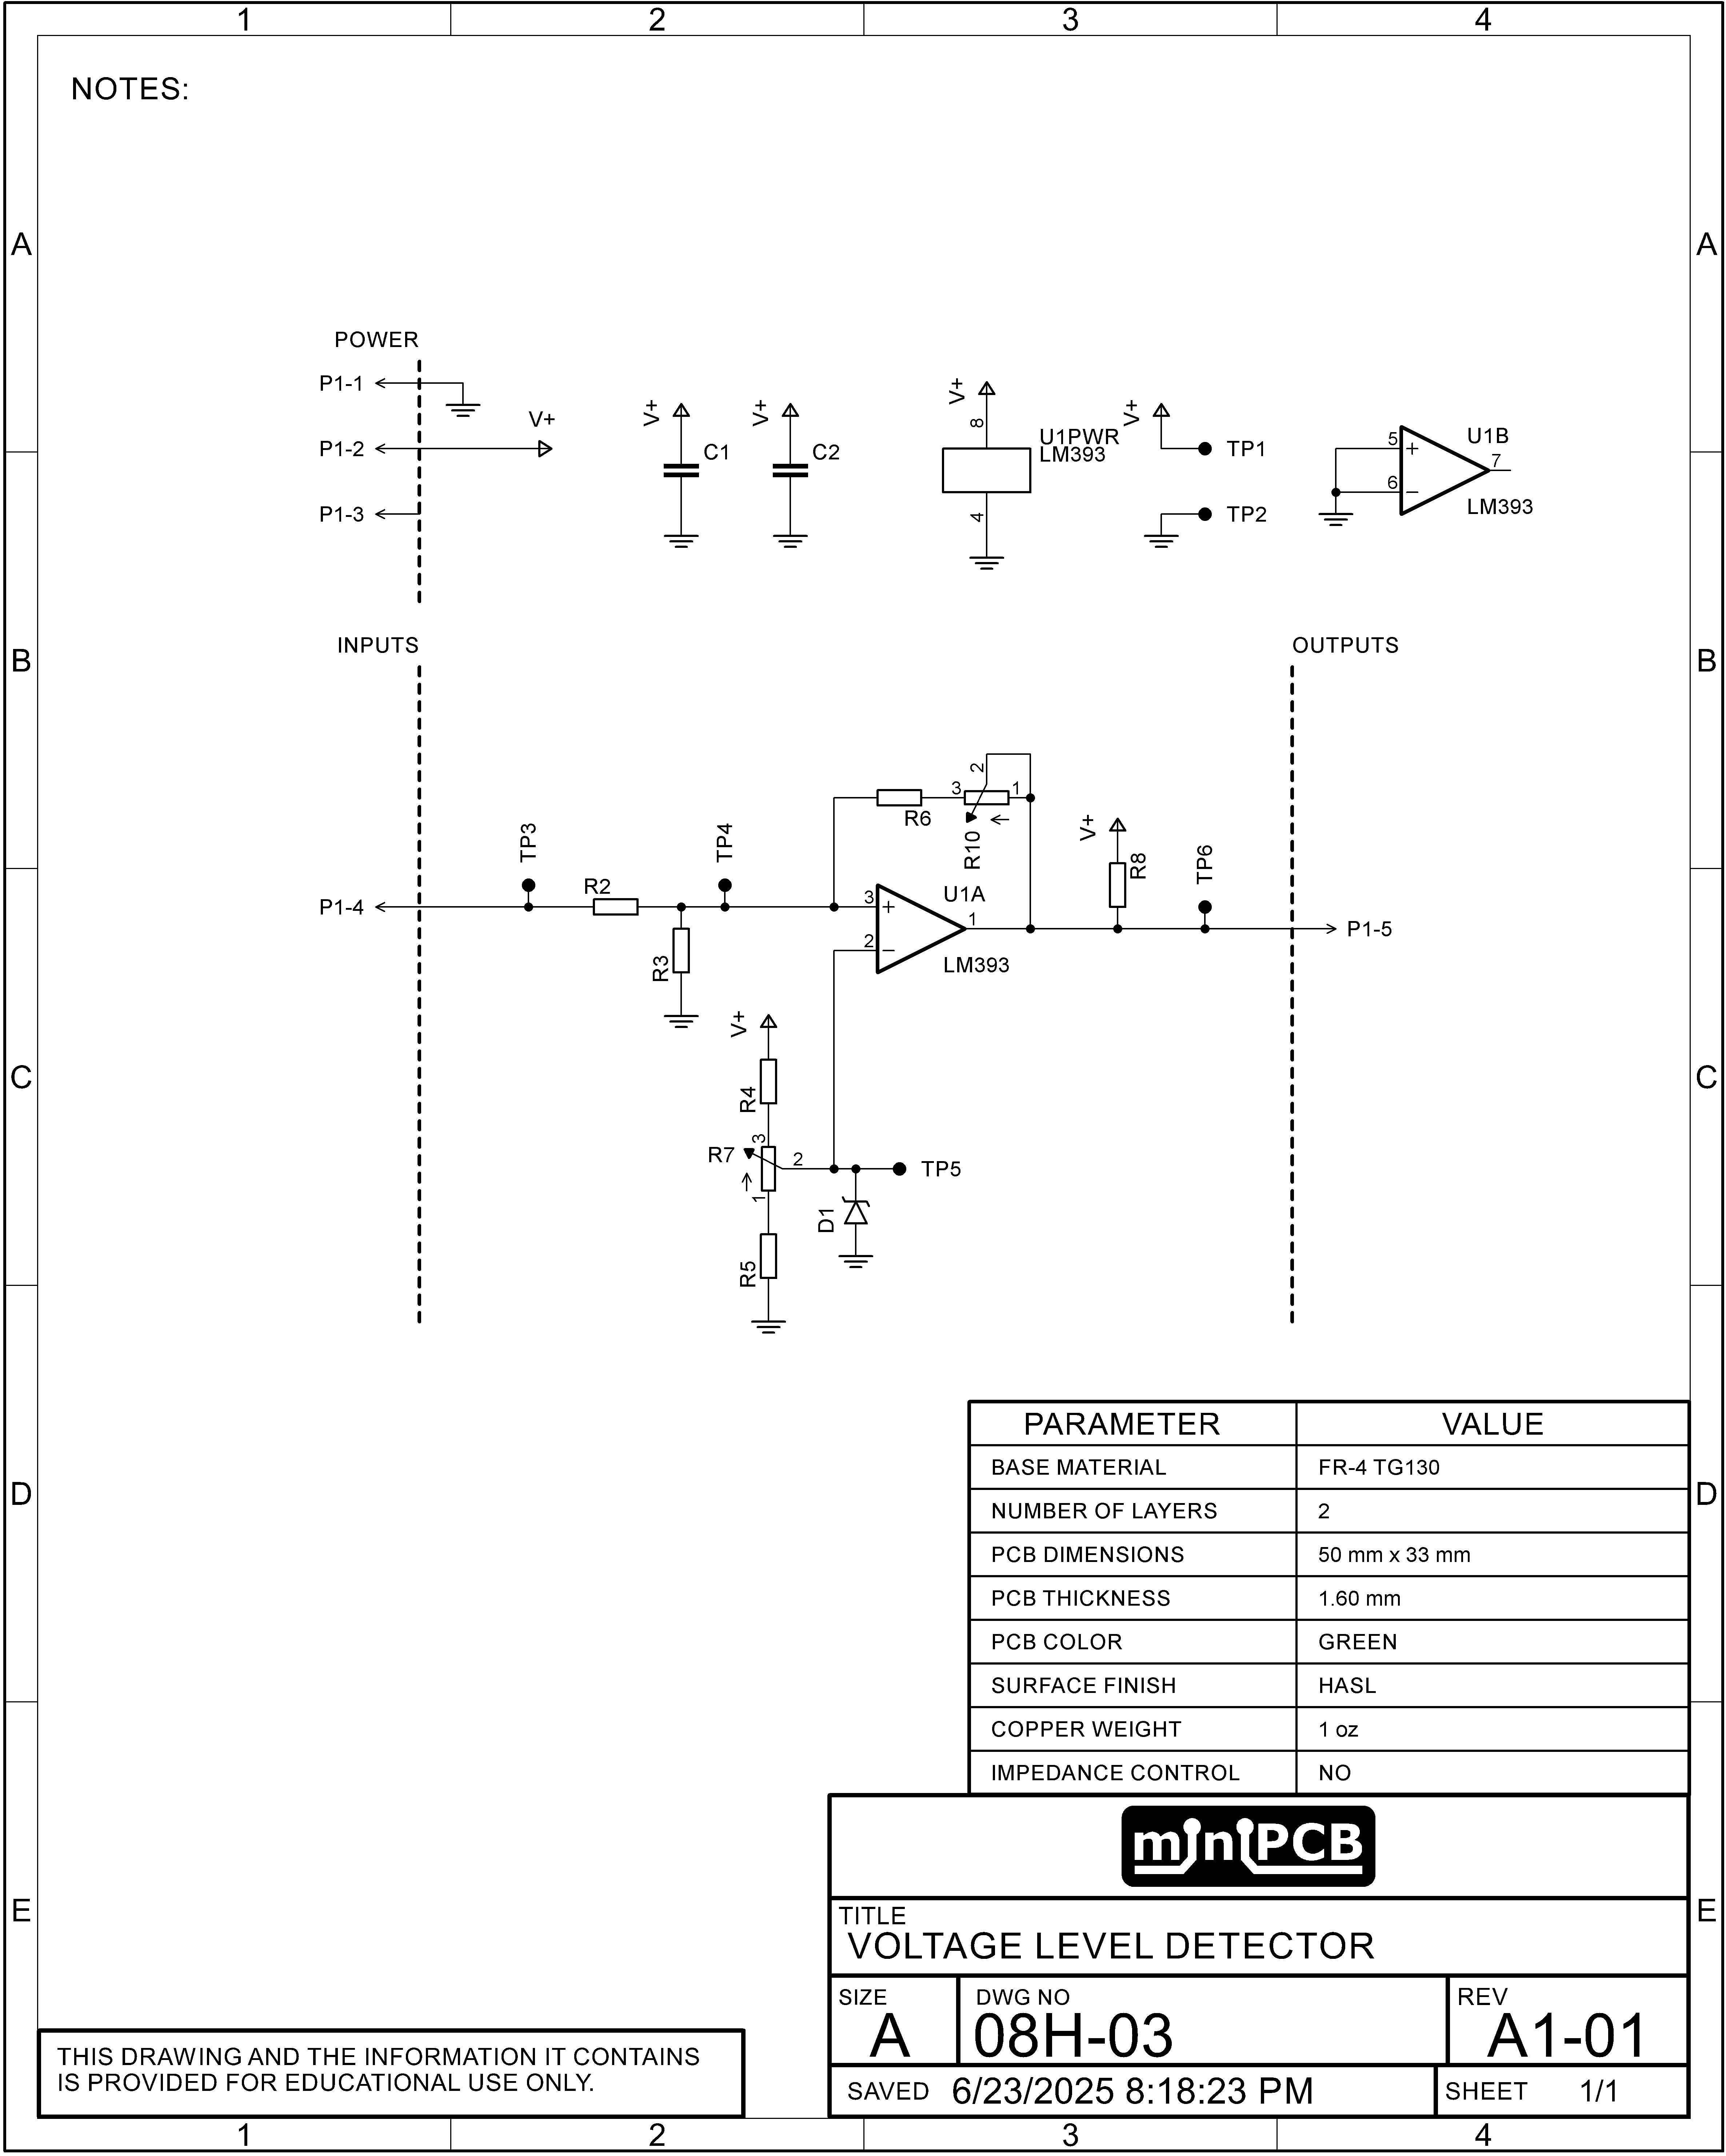 1 2 3 4
NOTES:
A A
POWER
P1-1
V+
P1-2
P1-3
V+ C1
V+ C2
V+
8
U1PWR
LM393
4
V+
TP1
TP2
5 + U1B
7
6 −
LM393
INPUTS OUTPUTS
B B
2
3 1
R6
R10
V+
R8
TP3
TP4
TP6
R2
P1-4
3 + U1A
1
2 −
LM393
P1-5
R3
V+
R4
C C
3
R7 2 TP5
1
D1
R5
PARAMETER VALUE
BASE MATERIAL FR-4 TG130
D D
NUMBER OF LAYERS 2
PCB DIMENSIONS 50 mm x 33 mm
PCB THICKNESS 1.60 mm
PCB COLOR GREEN
SURFACE FINISH HASL
COPPER WEIGHT 1 oz
IMPEDANCE CONTROL NO
miniPCB
E E
TITLE
VOLTAGE LEVEL DETECTOR
SIZE DWG NO REV
A 08H-03 A1-01
SAVED 6/23/2025 8:18:23 PM SHEET 1/1
THIS DRAWING AND THE INFORMATION IT CONTAINS
IS PROVIDED FOR EDUCATIONAL USE ONLY.
1 2 3 4